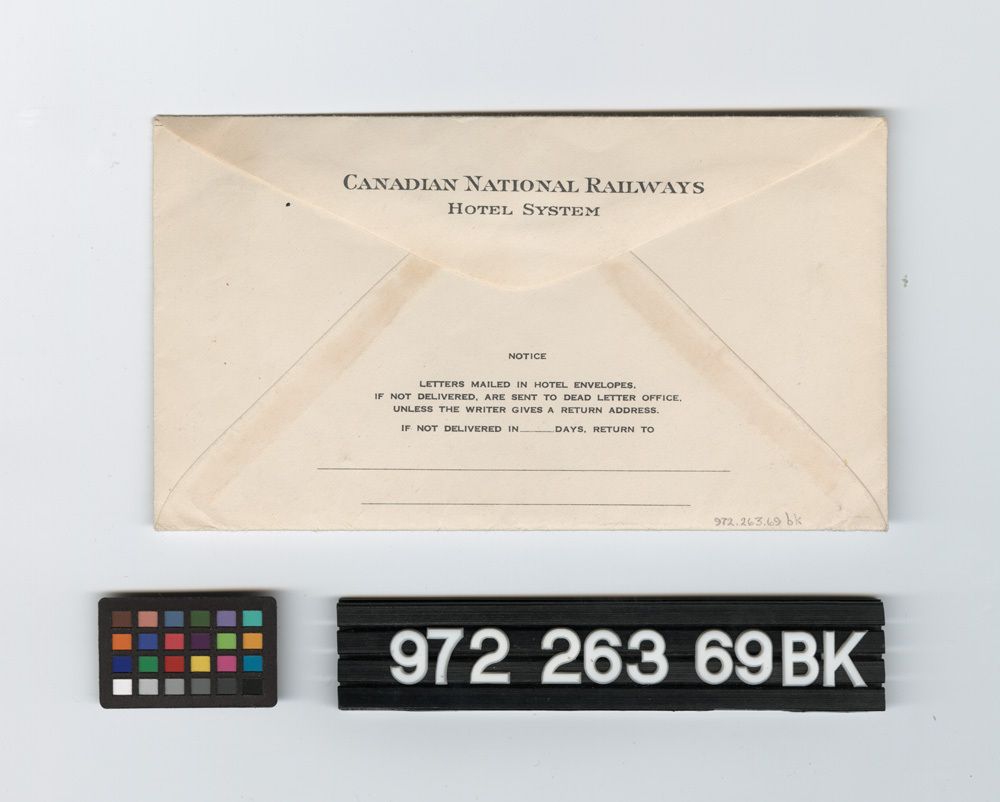 CANADIAN NATIONAL RAILWAYS
HOTEL SYSTEM
NOTICE
LETTERS MAILED IN HOTEL ENVELOPES,
IF NOT DELIVERED, ARE SENT TO DEAD LETTER OFFICE,
UNLESS THE WRITER GIVES A RETURN ADDRESS.
IF NOT DELIVERED IN____DAYS, RETURN TO
972.263.69 bk
972 263 69BK